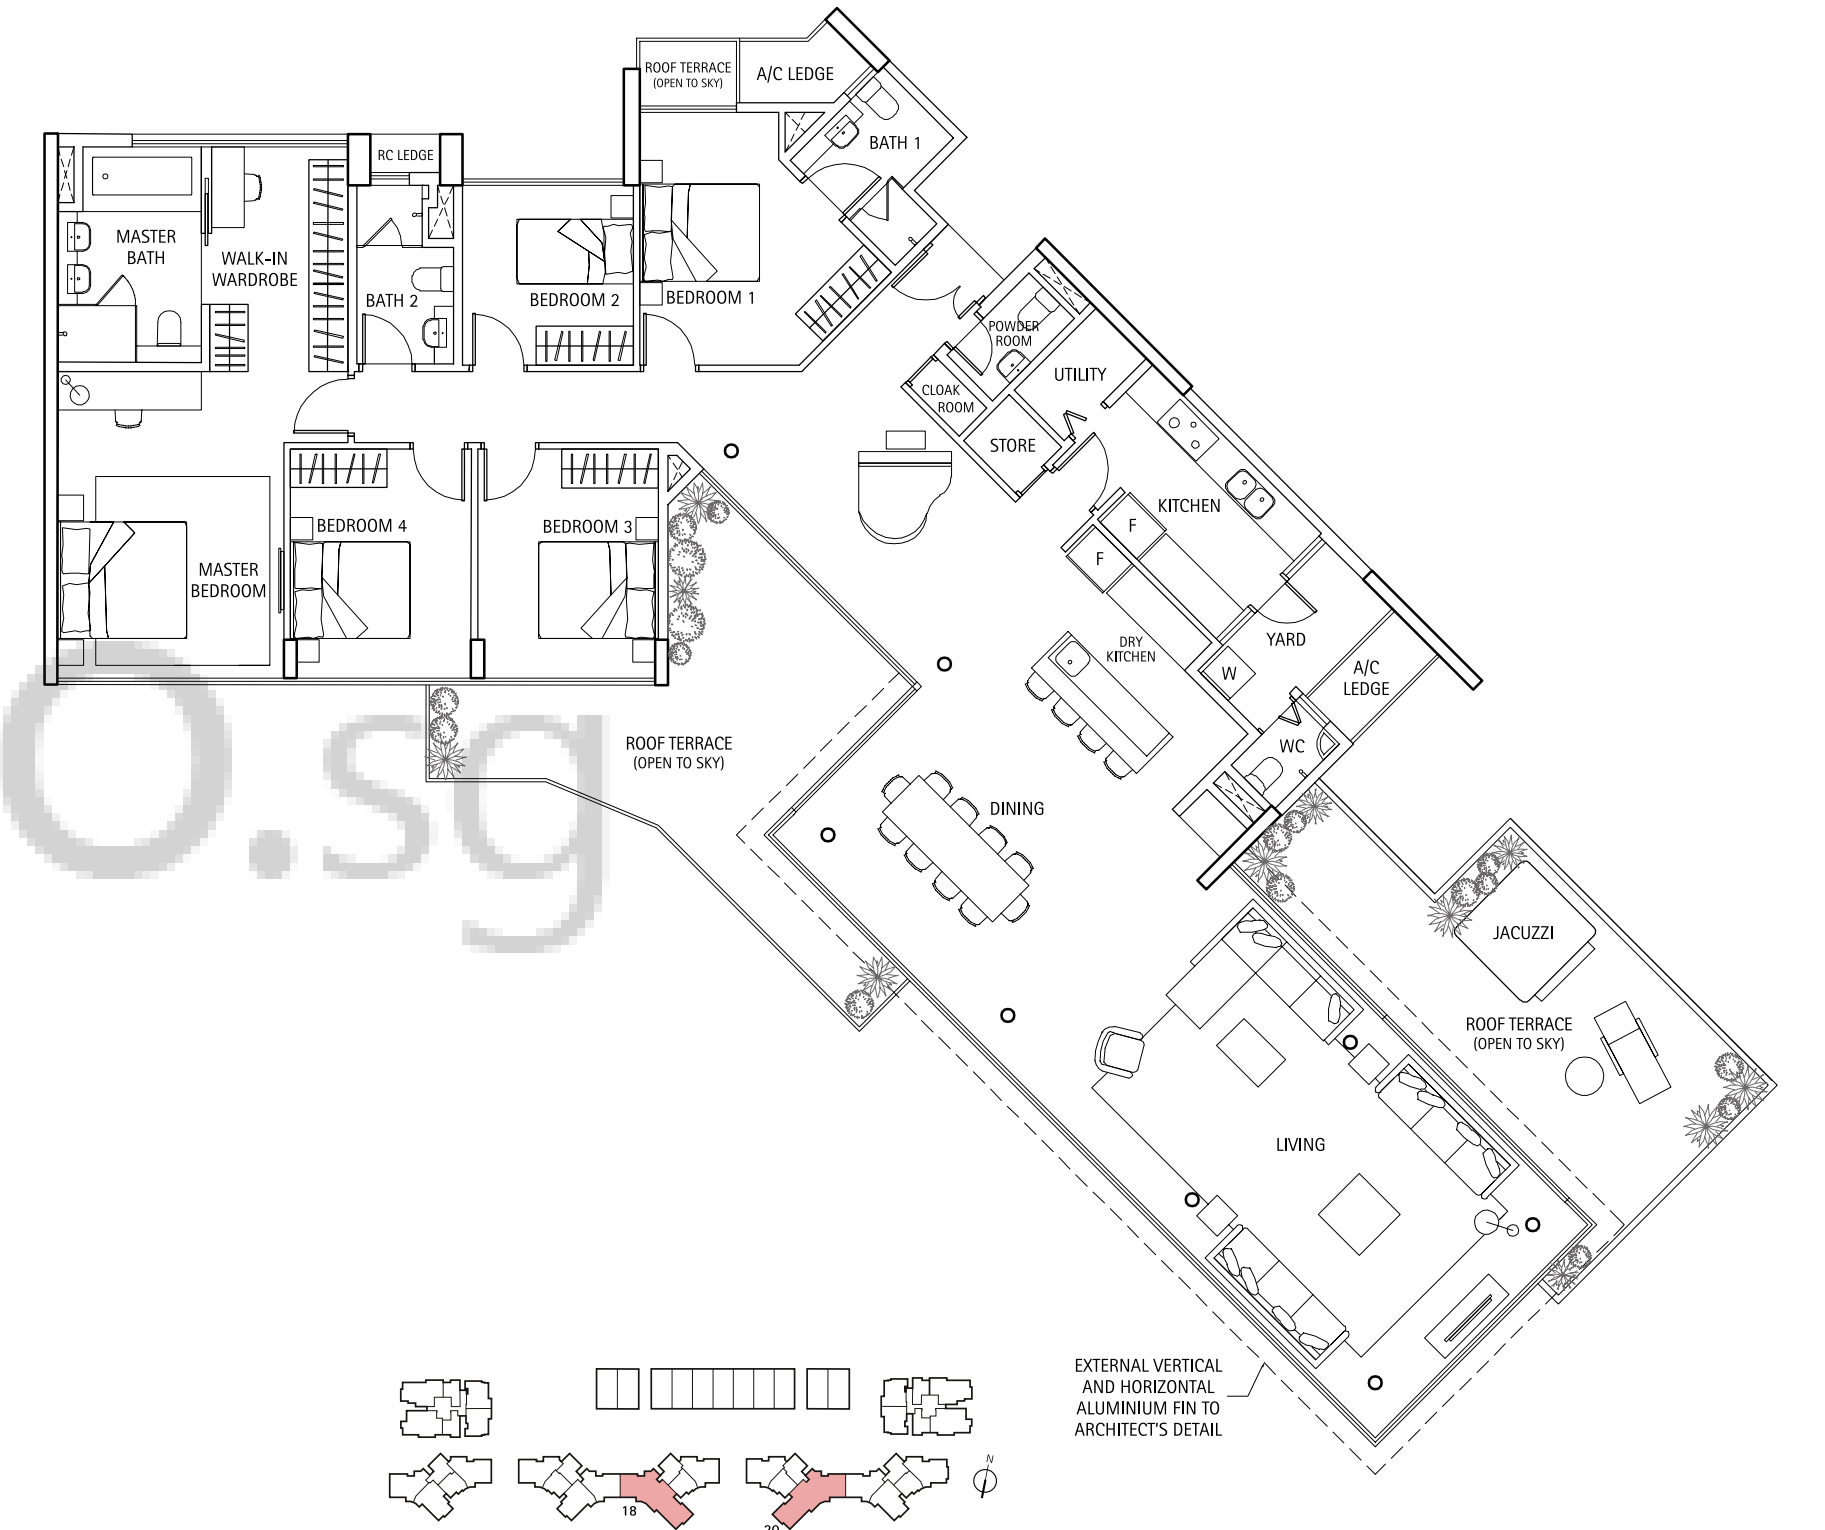 ROOF TERRACE
(OPEN TO SKY)
A/C LEDGE
BATH 1
RC LEDGE
MASTER
BATH
WALK-IN
WARDROBE
BATH 2
BEDROOM 2
BEDROOM 1
POWDER
ROOM
UTILITY
CLOAK
ROOM
STORE
KITCHEN
F
F
BEDROOM 4
BEDROOM 3
MASTER
BEDROOM
DRY
KITCHEN
YARD
W
A/C
LEDGE
WC
ROOF TERRACE
(OPEN TO SKY)
DINING
o.sg
JACUZZI
ROOF TERRACE
(OPEN TO SKY)
LIVING
EXTERNAL VERTICAL
AND HORIZONTAL
ALUMINIUM FIN TO
ARCHITECT'S DETAIL
N
18
20